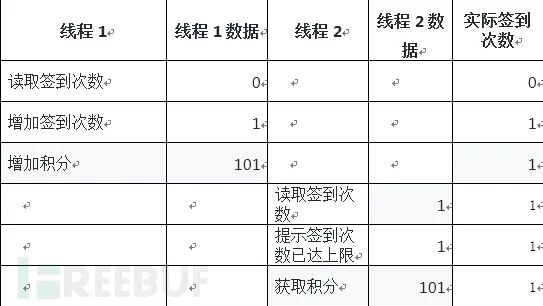 线程 1 线程 1 数据 线程 2 线程 2 数 实际签到
据 次数
读取签到次数 0 0
增加签到次数 1 1
增加积分 101 1
读取签到次
数 1 1
提示签到次
数已达上限 1 1
获取积分 101 1
REEBUF